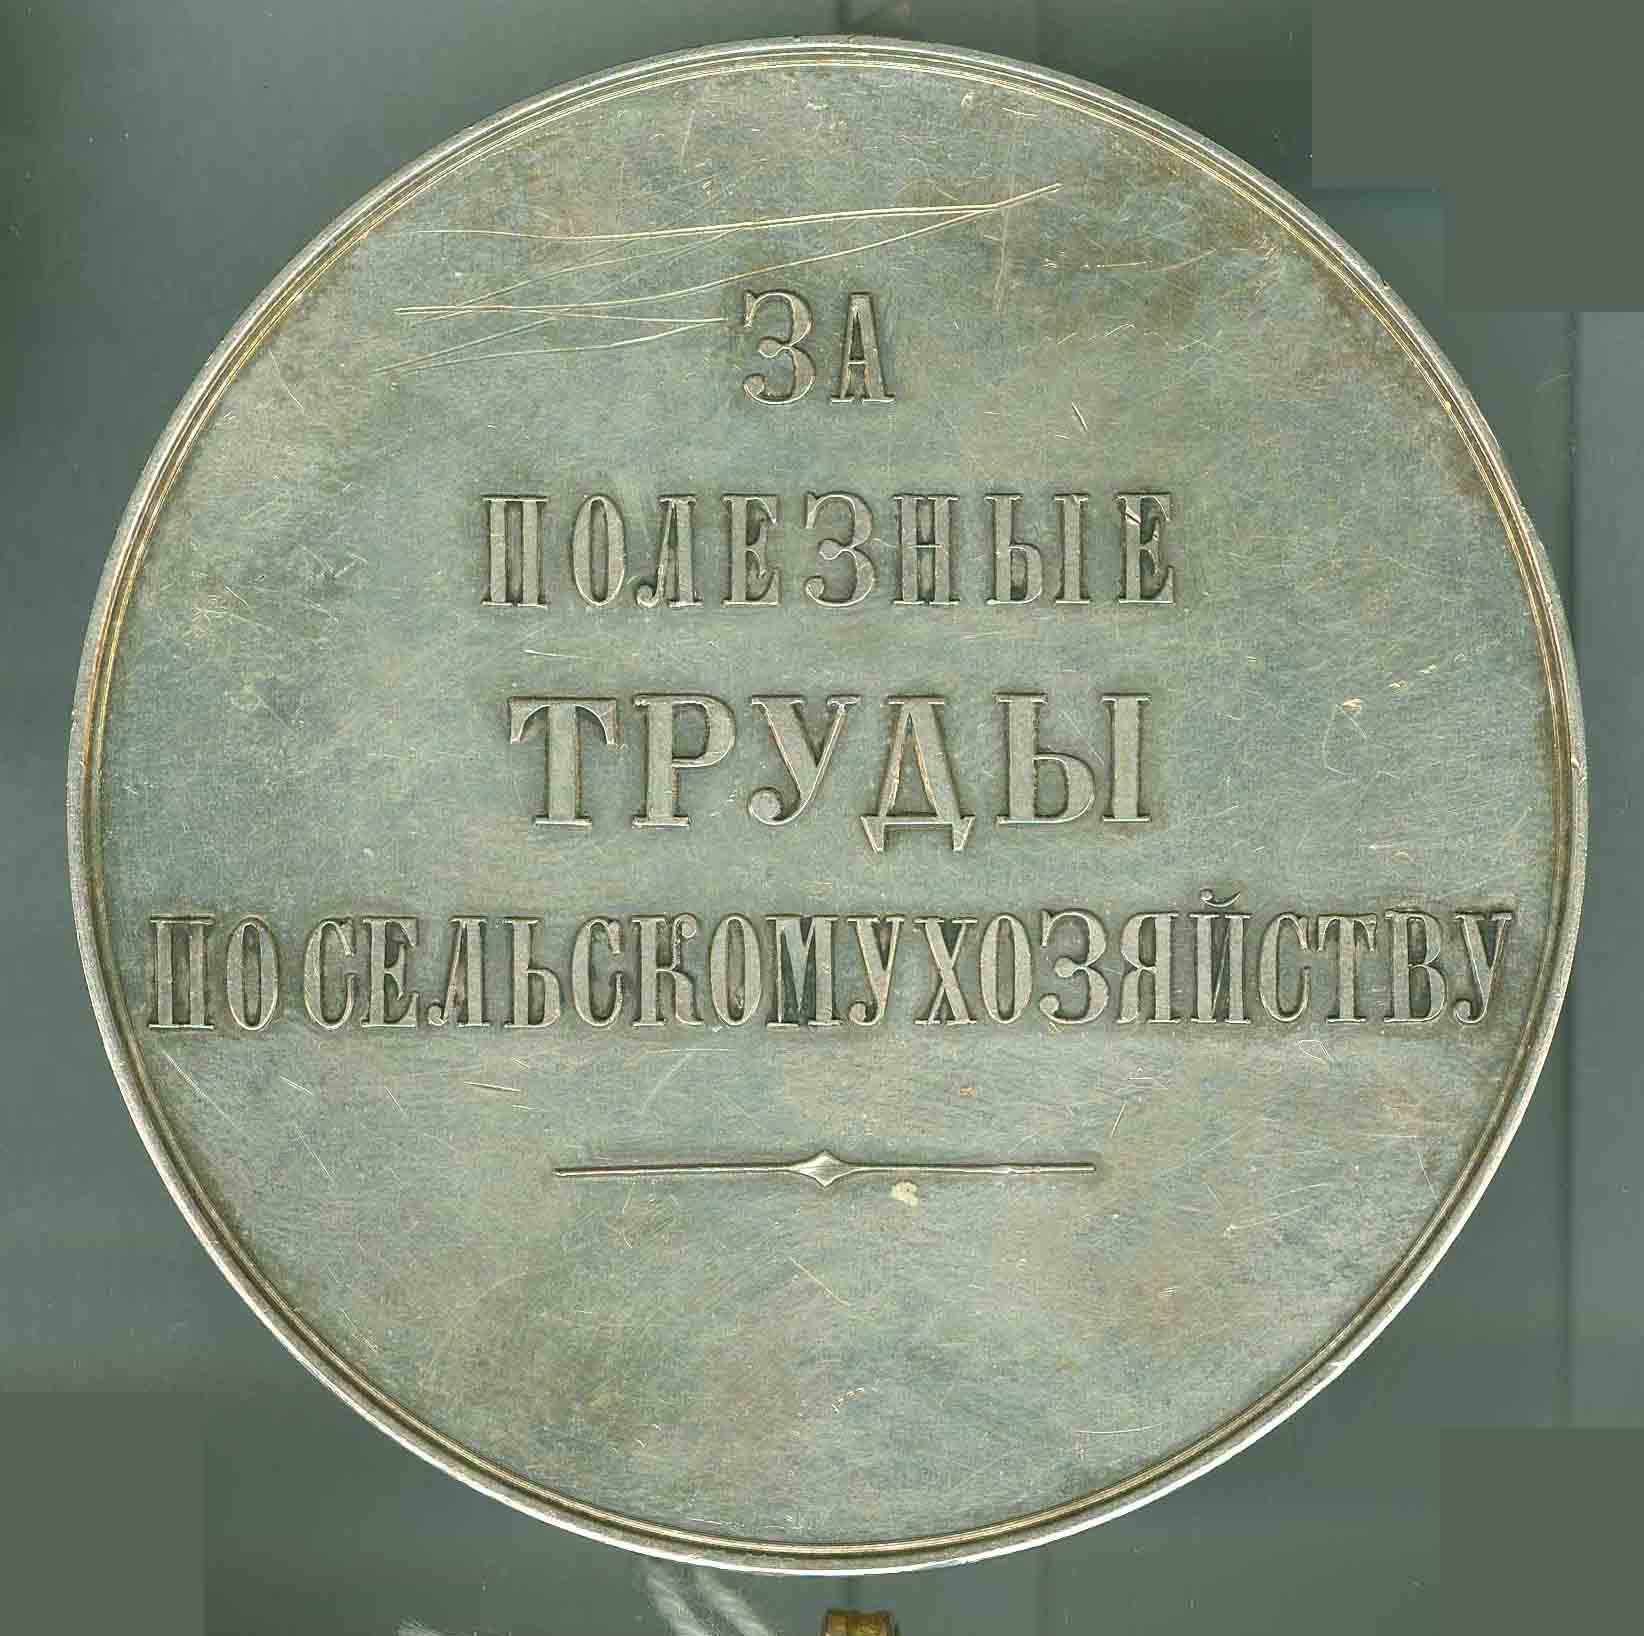 ЗА
ПОЛЕЗНЫЕ
ТРУДЫ
ПО СЕЛЬСКОМУ ХОЗЯЙСТВУ